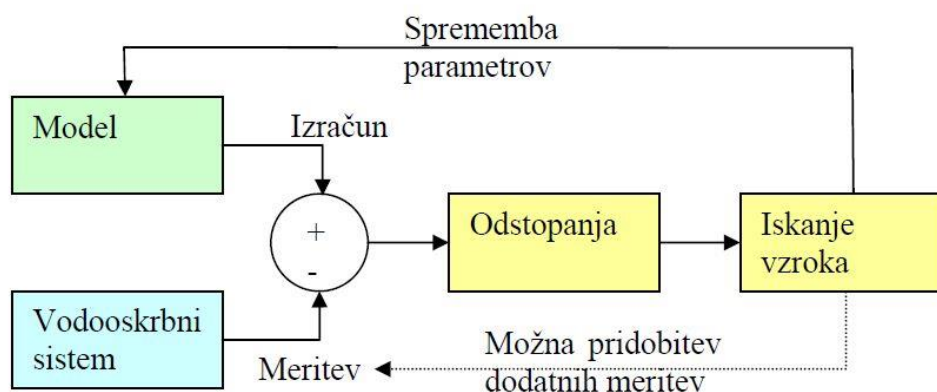 Sprememba
parametrov
Model
Izračun
+
-
Odstopanja
Iskanje
vzroka
Vodooskrbni
sistem
Meritev
Možna pridobitev
dodatnih meritev